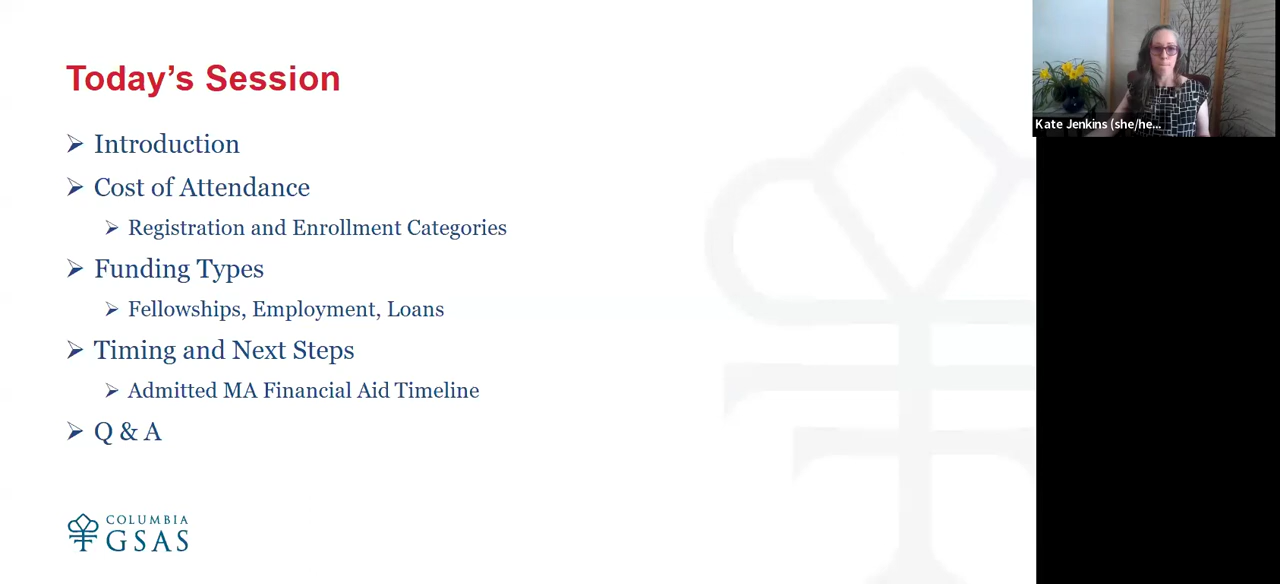 Today's Session
Introduction
Cost of Attendance
Registration and Enrollment Categories
Funding Types
Fellowships, Employment, Loans
Timing and Next Steps
Admitted MA Financial Aid Timeline
Q & A
COLUMBIA
GSAS
Kate Jenkins (she/he...